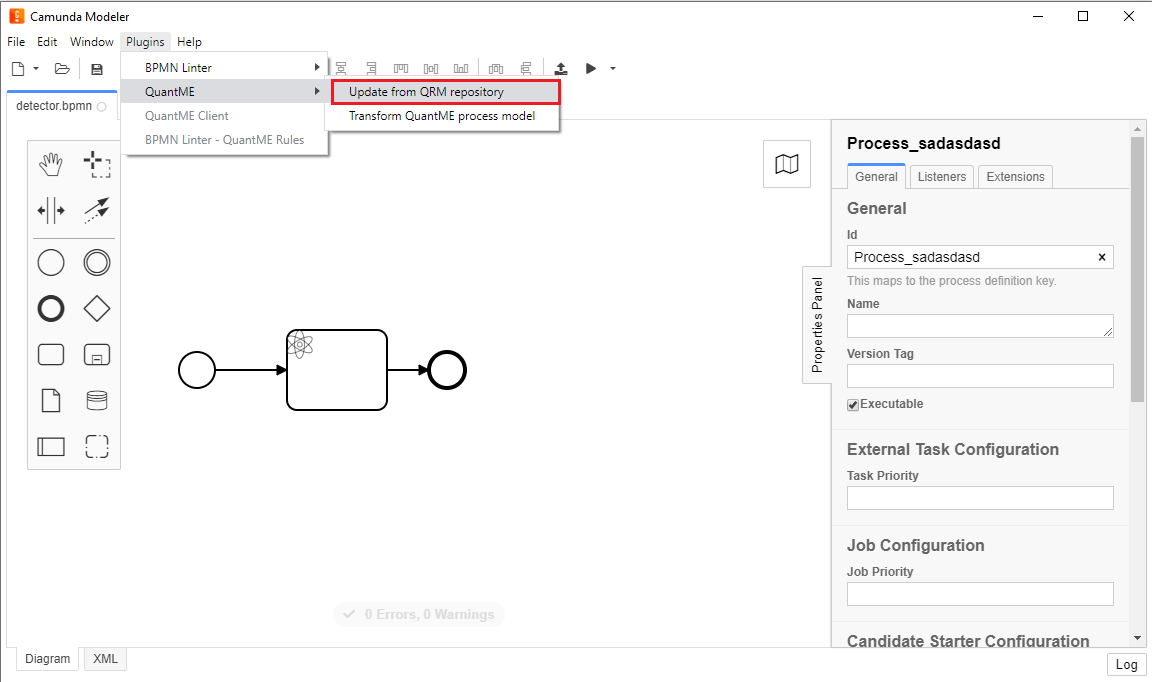 Camunda Modeler
File Edit Window Plugins Help
BPMN Linter
QuantME
QuantME Client
BPMN Linter - QuantME Rules
Update from QRM repository
Transform QuantME process model
detector.bpmn
Properties Panel
Process_sadasdasd
General Listeners Extensions
General
Id
Process_sadasdasd
This maps to the process definition key.
Name
Version Tag
Executable
External Task Configuration
Task Priority
Job Configuration
Job Priority
Candidate Starter Configuration
0 Errors, 0 Warnings
Diagram XML
Log